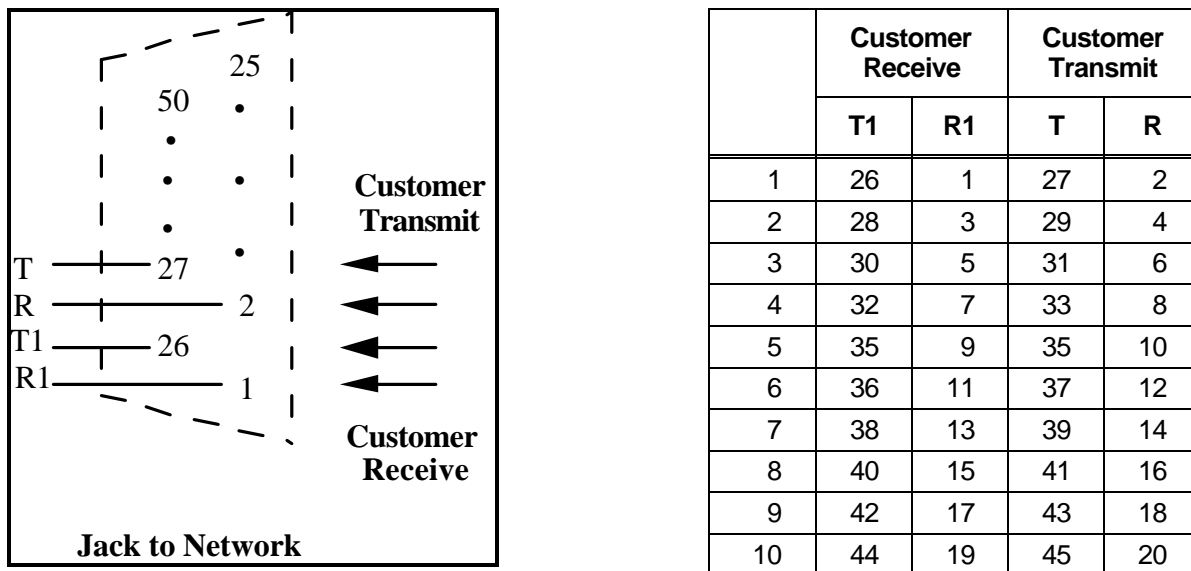 25
50
Customer
Transmit
T 27
R 2
T1 26
R1 1
Customer
Receive
Jack to Network
Customer Receive Customer Transmit
T1 R1 T R
1 26 1 27 2
2 28 3 29 4
3 30 5 31 6
4 32 7 33 8
5 35 9 35 10
6 36 11 37 12
7 38 13 39 14
8 40 15 41 16
9 42 17 43 18
10 44 19 45 20